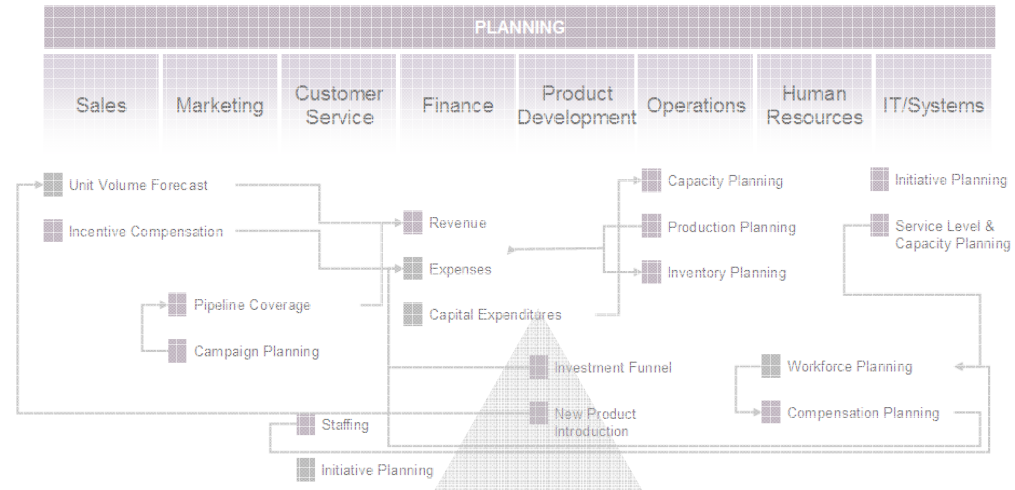 PLANNING
Sales
Marketing
Customer
Service
Finance
Product
Development
Operations
Human
Resources
IT/Systems
Unit Volume Forecast
Incentive Compensation
Pipeline Coverage
Campaign Planning
Staffing
Initiative Planning
Revenue
Expenses
Capital Expenditures
Investment Funnel
New Product
Introduction
Capacity Planning
Production Planning
Inventory Planning
Workforce Planning
Compensation Planning
Initiative Planning
Service Level &
Capacity Planning